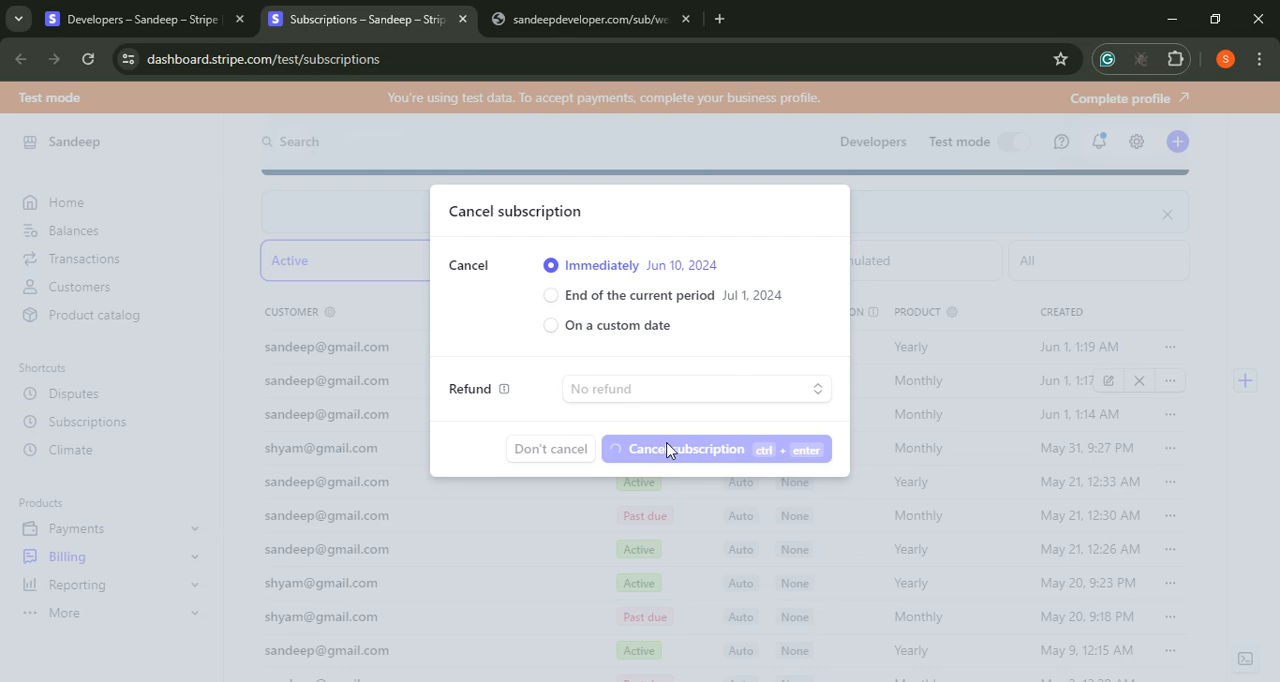 Developers – Sandeep – Stripe
Subscriptions – Sandeep – Strip
sandeepdeveloper.com/sub/we
dashboard.stripe.com/test/subscriptions
S
Test mode
You're using test data. To accept payments, complete your business profile.
Complete profile
Sandeep
Search
Developers
Test mode
Home
Balances
Transactions
Customers
Product catalog
Shortcuts
Disputes
Subscriptions
Climate
Products
Payments
Billing
Reporting
More
Active
All
CUSTOMER
PRODUCT
CREATED
sandeep@gmail.com Yearly Jun 1, 1:19 AM
sandeep@gmail.com Monthly Jun 1, 1:17
sandeep@gmail.com Monthly Jun 1, 1:14 AM
shyam@gmail.com Monthly May 31, 9:27 PM
sandeep@gmail.com Active Auto None Yearly May 21, 12:33 AM
sandeep@gmail.com Past due Auto None Monthly May 21, 12:30 AM
sandeep@gmail.com Active Auto None Yearly May 21, 12:26 AM
shyam@gmail.com Active Auto None Yearly May 20, 9:23 PM
shyam@gmail.com Past due Auto None Monthly May 20, 9:18 PM
sandeep@gmail.com Active Auto None Yearly May 9, 12:15 AM
Cancel subscription
Cancel
Immediately Jun 10, 2024
End of the current period Jul 1, 2024
On a custom date
Refund
No refund
Don't cancel
Cancel subscription ctrl + enter